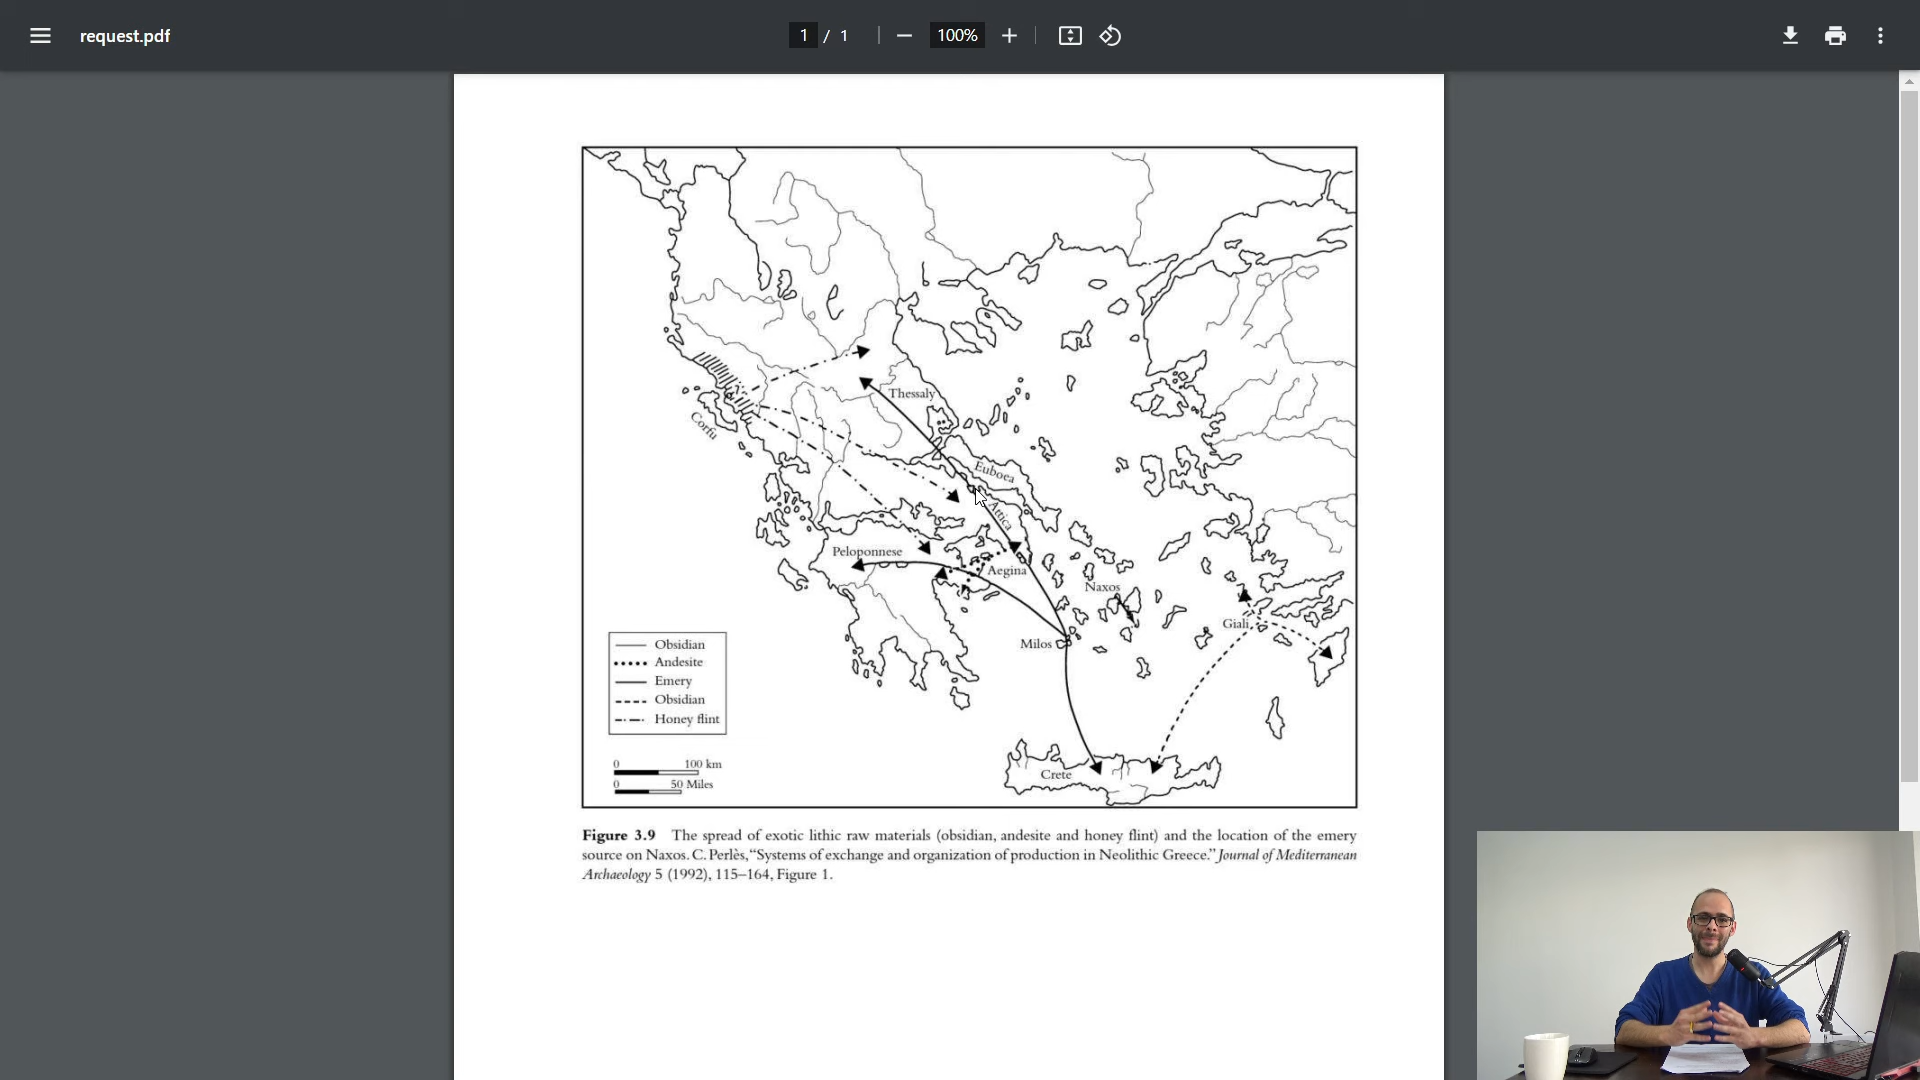 request.pdf
1 / 1
100%
Thessaly
Corfu
Euboea
Attica
Peloponnese
Aegina
Naxos
Giali
Milos
Crete
Obsidian
Andesite
Emery
Obsidian
Honey flint
0 100 km
0 50 Miles
Figure 3.9 The spread of exotic lithic raw materials (obsidian, andesite and honey flint) and the location of the emery
source on Naxos. C. Perlès, “Systems of exchange and organization of production in Neolithic Greece.” Journal of Mediterranean
Archaeology 5 (1992), 115–164, Figure 1.